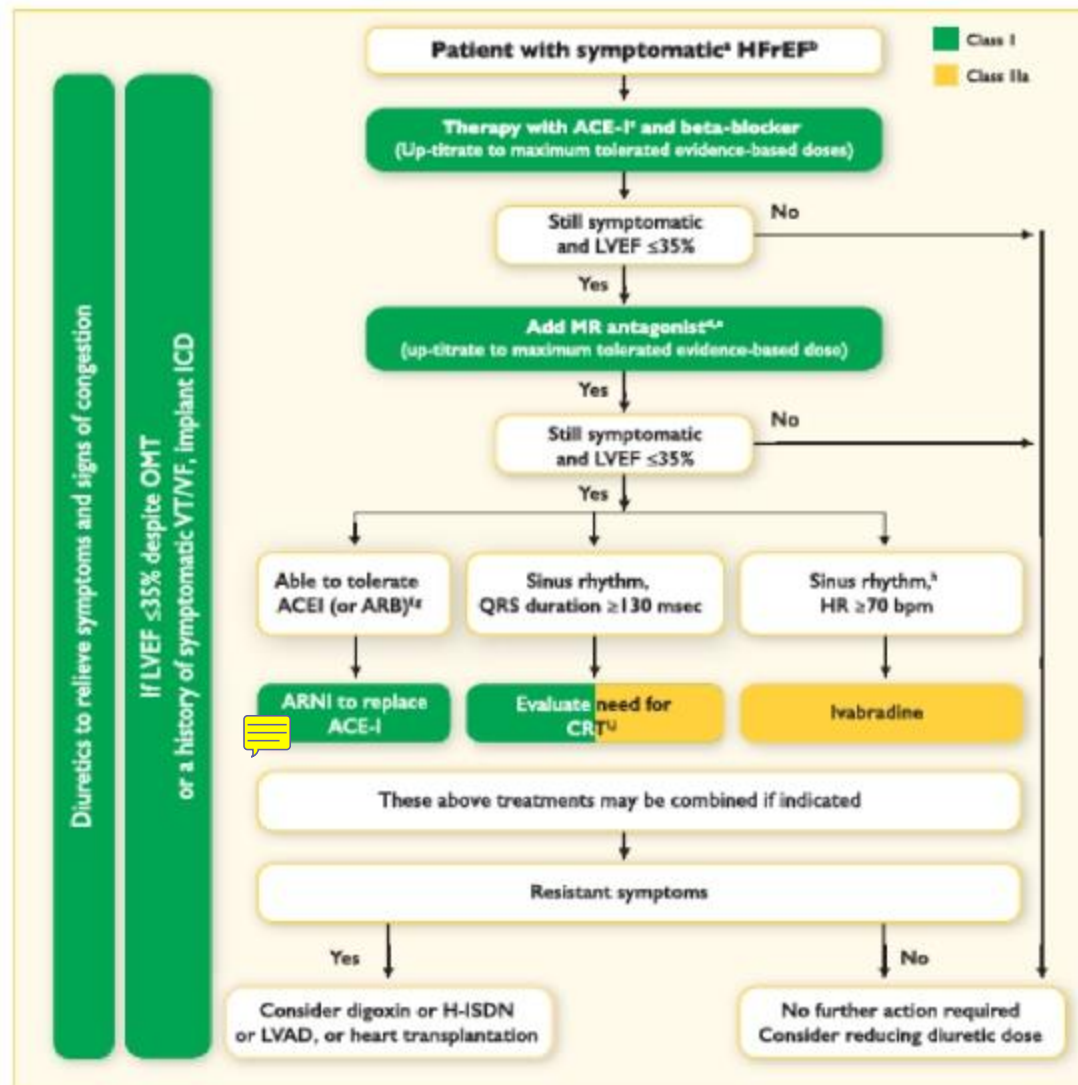 Patient with symptomaticᵃ HFrEFᵇ
Class I
Class IIa
Therapy with ACE-Iᶜ and beta-blocker
(Up-titrate to maximum tolerated evidence-based doses)
Still symptomatic
and LVEF ≤35%
No
Yes
Add MR antagonistᵈ,ᵉ
(up-titrate to maximum tolerated evidence-based dose)
Yes
Still symptomatic
and LVEF ≤35%
No
Yes
Able to tolerate
ACEI (or ARB)ᶠ,ᵍ
Sinus rhythm,
QRS duration ≥130 msec
Sinus rhythm,ʰ
HR ≥70 bpm
ARNI to replace
ACE-I
Evaluate need for
CRTⁱ,ʲ
Ivabradine
These above treatments may be combined if indicated
Resistant symptoms
Yes
No
Consider digoxin or H-ISDN
or LVAD, or heart transplantation
No further action required
Consider reducing diuretic dose
Diuretics to relieve symptoms and signs of congestion
If LVEF ≤35% despite OMT
or a history of symptomatic VT/VF, implant ICD